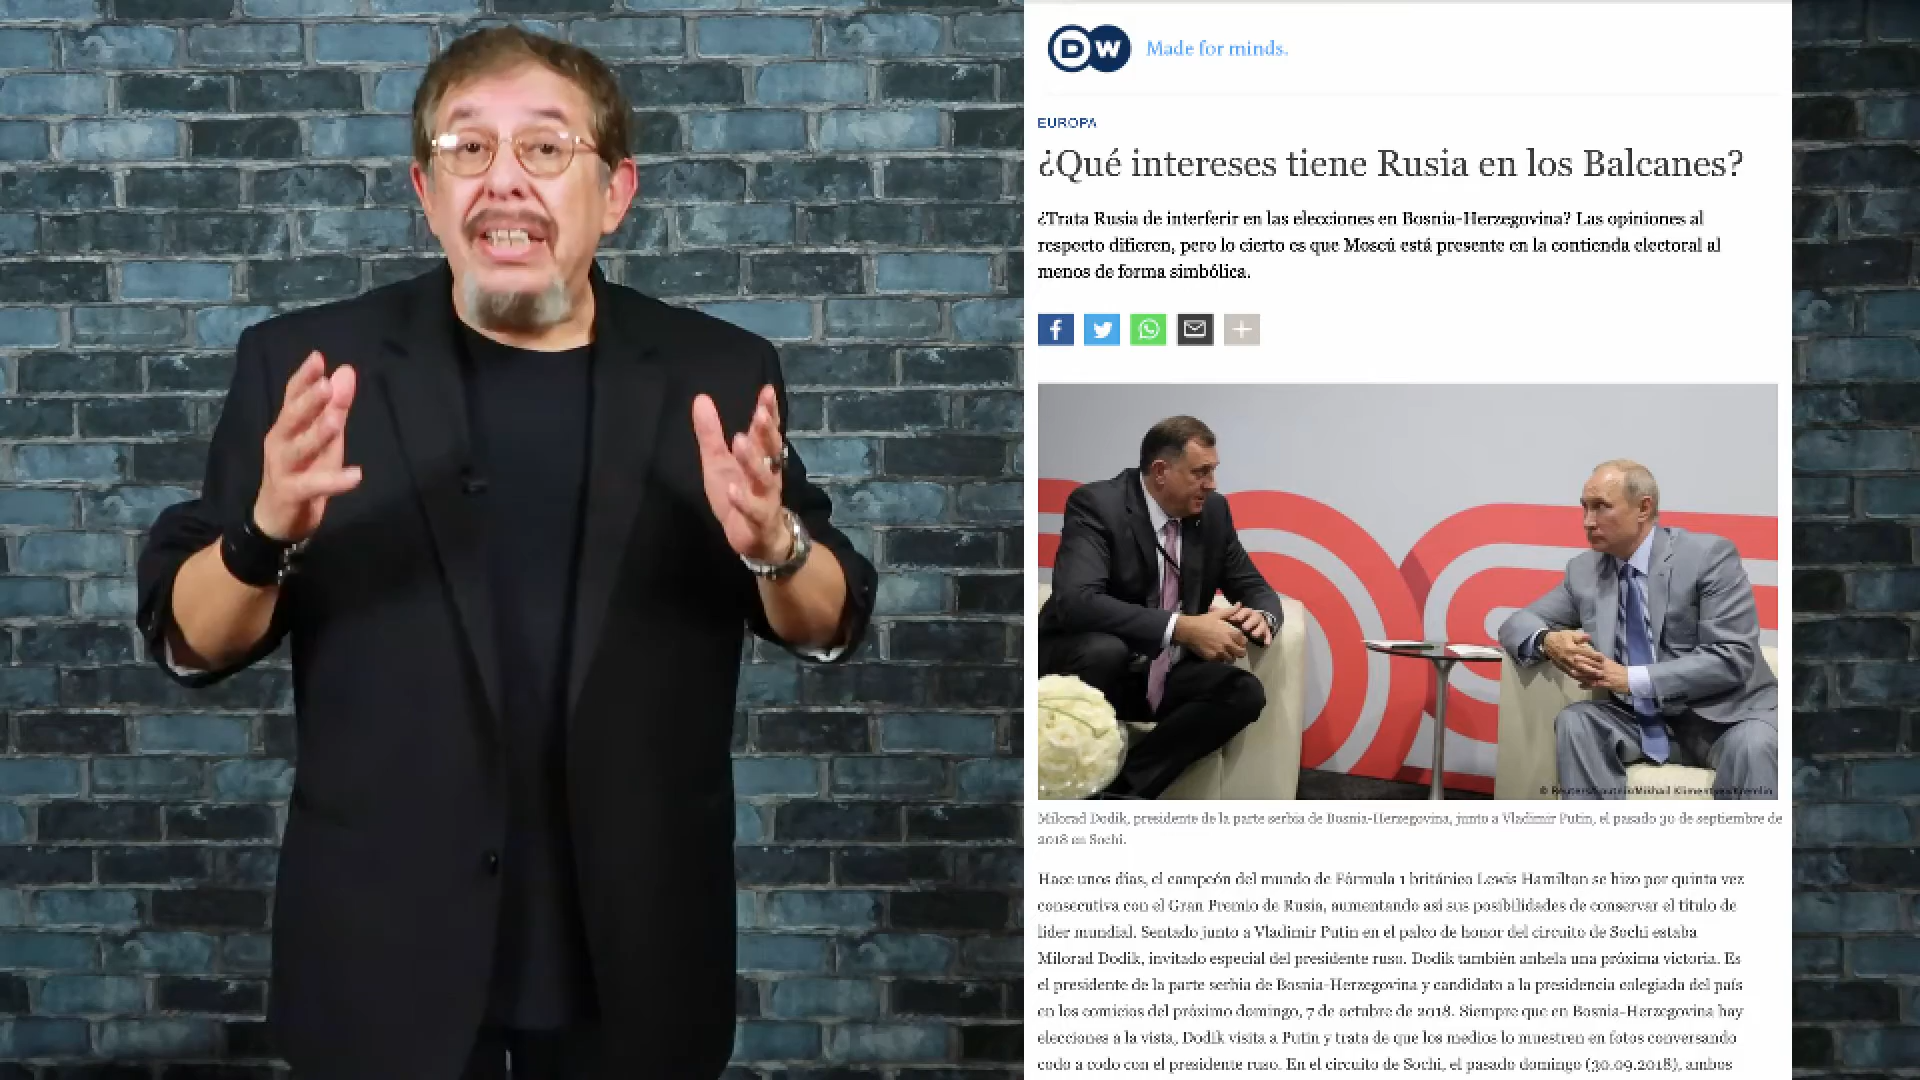 DW Made for minds.
EUROPA
¿Qué intereses tiene Rusia en los Balcanes?
¿Trata Rusia de interferir en las elecciones en Bosnia-Herzegovina? Las opiniones al
respecto difieren, pero lo cierto es que Moscú está presente en la contienda electoral al
menos de forma simbólica.
© Reuters/Sputnik/Mikhail Klimentyev/Kremlin
Milorad Dodik, presidente de la parte serbia de Bosnia-Herzegovina, junto a Vladimir Putin, el pasado 30 de septiembre de
2018 en Sochi.
Hace unos días, el campeón del mundo de Fórmula 1 británico Lewis Hamilton se hizo por quinta vez
consecutiva con el Gran Premio de Rusia, aumentando así sus posibilidades de conservar el título de
líder mundial. Sentado junto a Vladimir Putin en el palco de honor del circuito de Sochi estaba
Milorad Dodik, invitado especial del presidente ruso. Dodik también anhela una próxima victoria. Es
el presidente de la parte serbia de Bosnia-Herzegovina y candidato a la presidencia colegiada del país
en los comicios del próximo domingo, 7 de octubre de 2018. Siempre que en Bosnia-Herzegovina hay
elecciones a la vista, Dodik visita a Putin y trata de que los medios lo muestren en fotos conversando
codo a codo con el presidente ruso. En el circuito de Sochi, el pasado domingo (30.09.2018), ambos